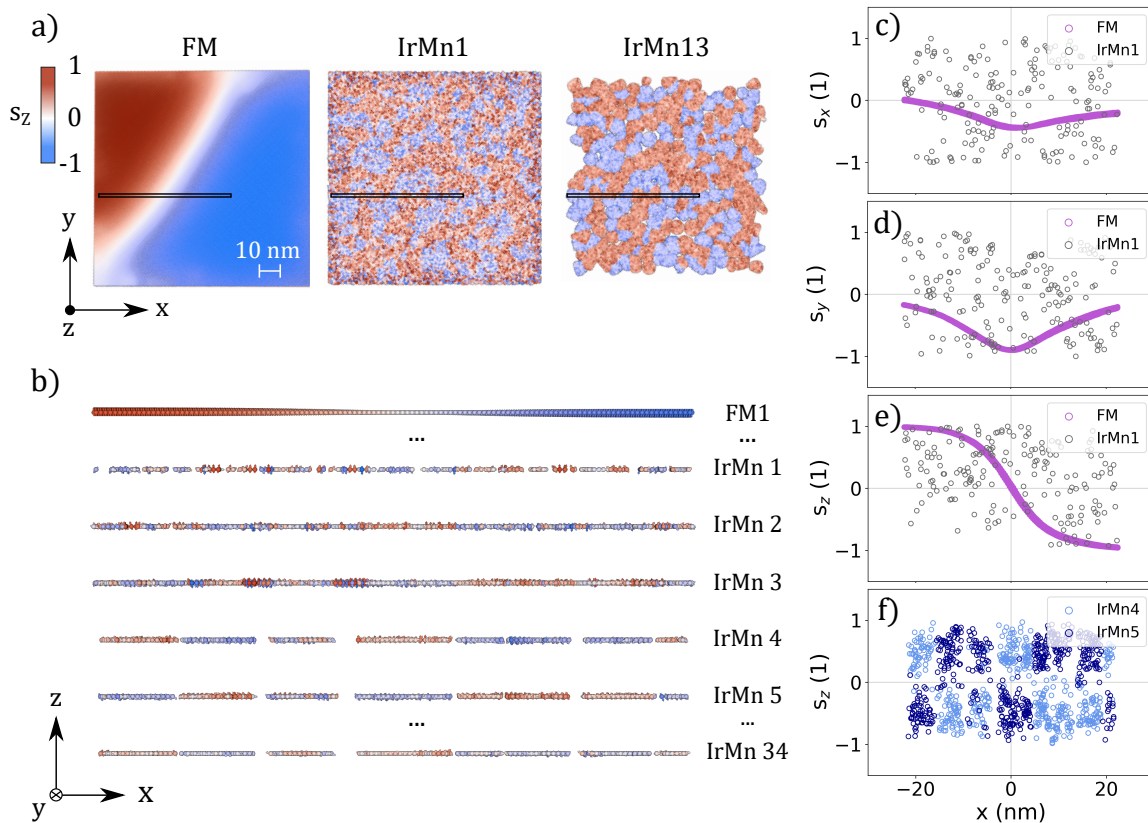 a)
FM
IrMn1
IrMn13
1
s_Z
0
-1
10 nm
y
x
z
b)
FM1
... ...
IrMn 1
IrMn 2
IrMn 3
IrMn 4
IrMn 5
... ...
IrMn 34
z
y
x
c)
FM
IrMn1
s_x (1)
1
0
−1
d)
FM
IrMn1
s_y (1)
1
0
−1
e)
FM
IrMn1
s_z (1)
1
0
−1
f)
IrMn4
IrMn5
s_z (1)
1
0
−1
−20 0 20
x (nm)